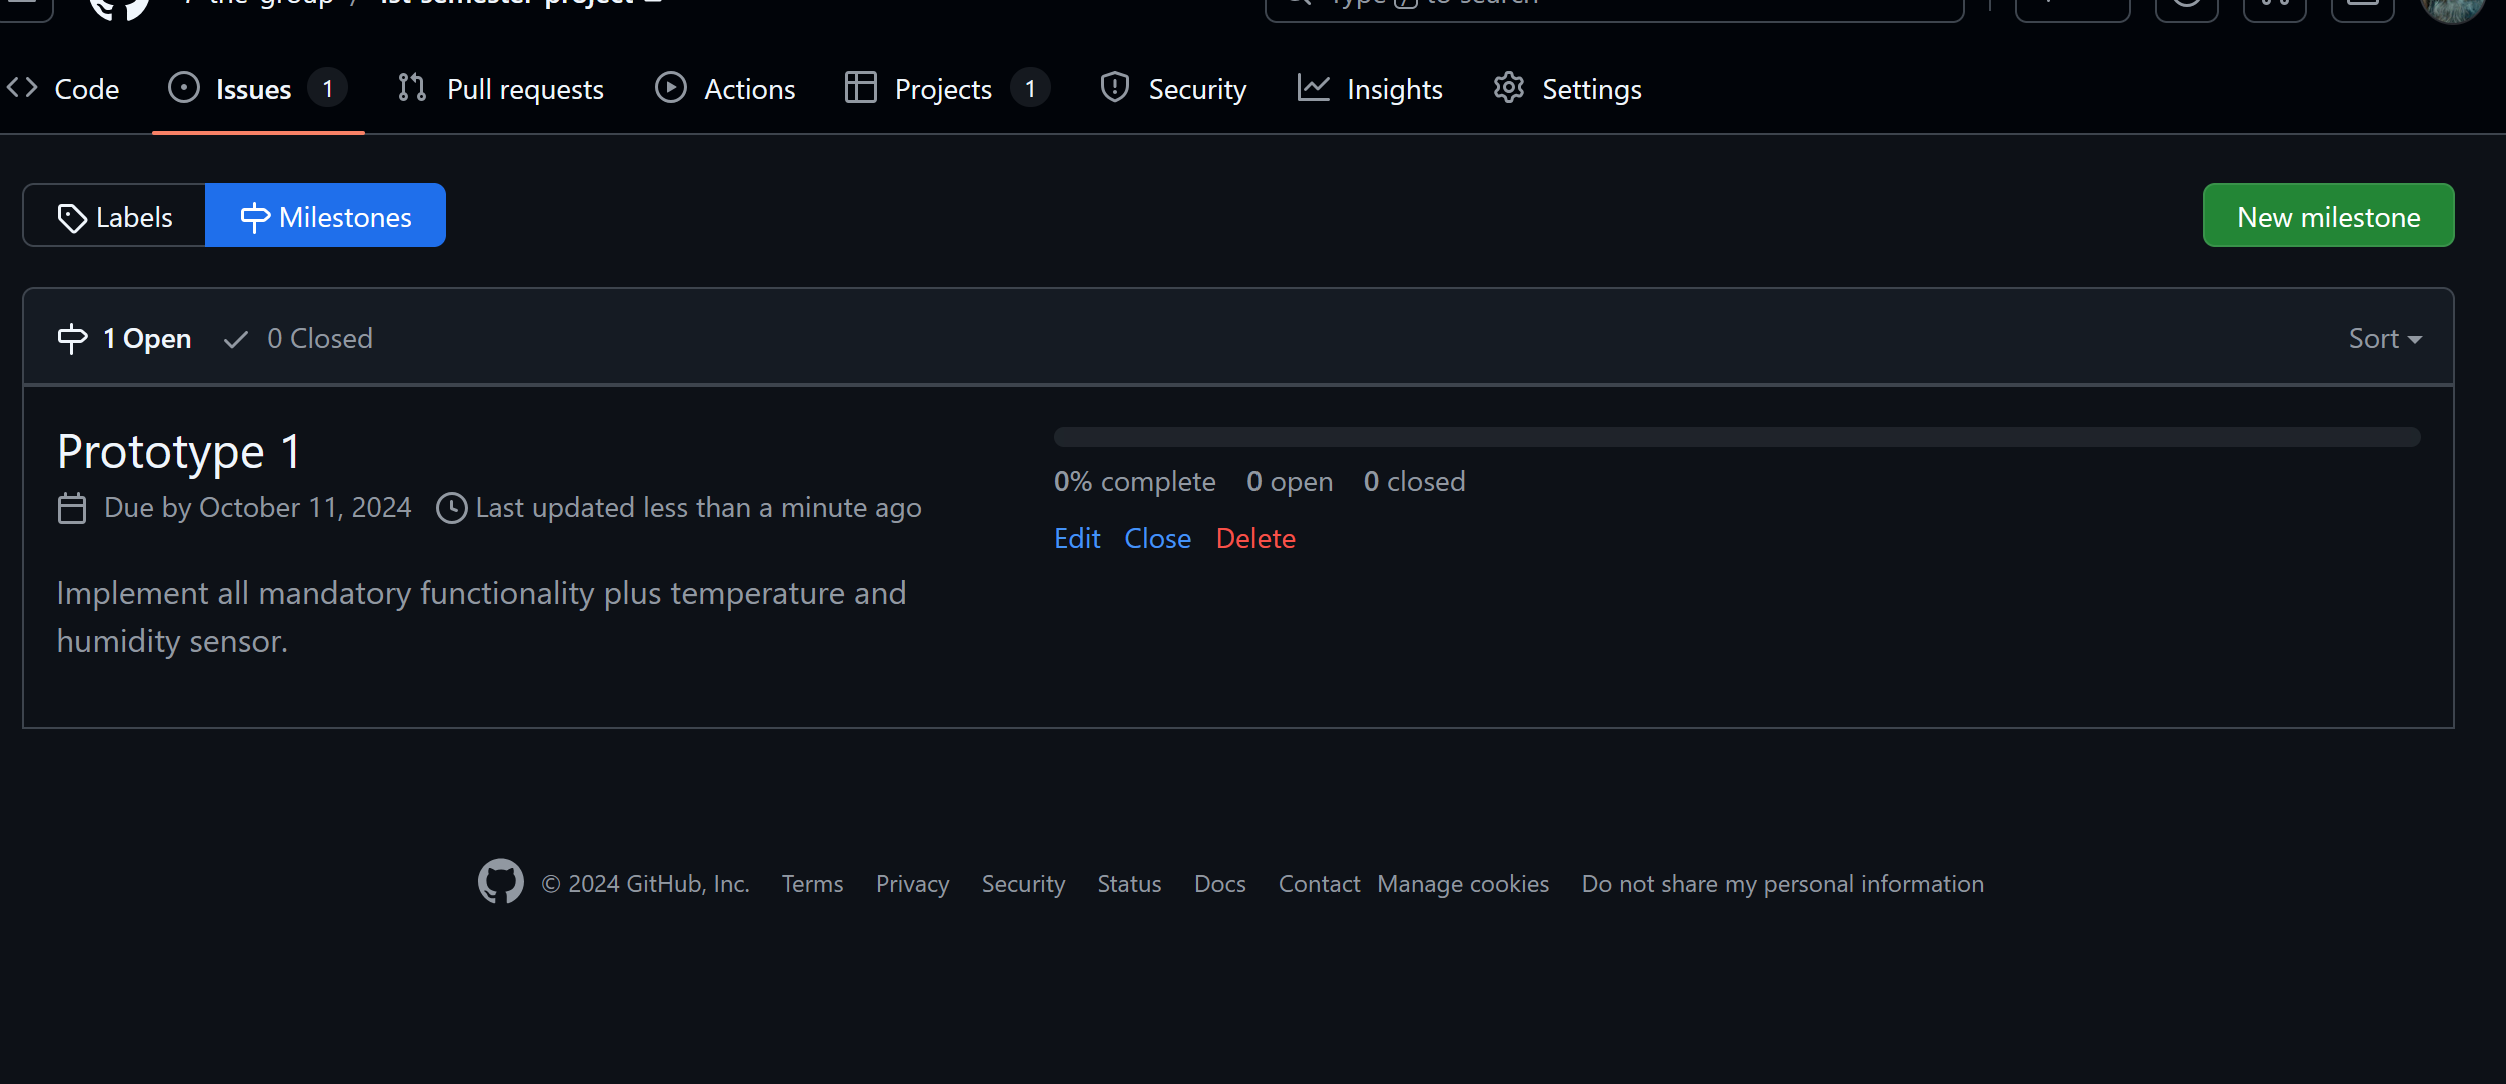 the-group / 1st-semester-project
Type / to search
Code Issues 1 Pull requests Actions Projects 1 Security Insights Settings
Labels Milestones New milestone
1 Open 0 Closed Sort
Prototype 1
0% complete 0 open 0 closed
Due by October 11, 2024 Last updated less than a minute ago
Edit Close Delete
Implement all mandatory functionality plus temperature and
humidity sensor.
© 2024 GitHub, Inc. Terms Privacy Security Status Docs Contact Manage cookies Do not share my personal information